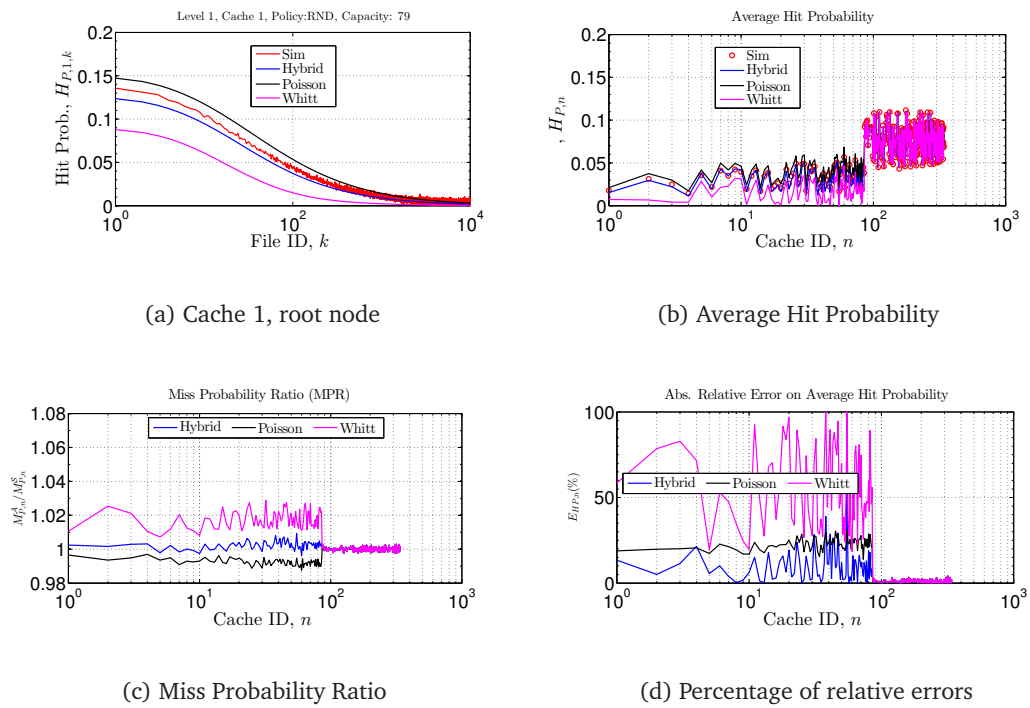 Level 1, Cache 1, Policy:RND, Capacity: 79
Hit Prob., H_{P,1,k}
0.2
0.15
0.1
0.05
0
Sim
Hybrid
Poisson
Whitt
10^0 10^2 10^4
File ID, k
(a) Cache 1, root node
Average Hit Probability
, H_{P,n}
0.2
0.15
0.1
0.05
0
Sim
Hybrid
Poisson
Whitt
10^0 10^1 10^2 10^3
Cache ID, n
(b) Average Hit Probability
Miss Probability Ratio (MPR)
M^A_{P,n}/M^S_{P,n}
1.08
1.06
1.04
1.02
1
0.98
Hybrid Poisson Whitt
10^0 10^1 10^2 10^3
Cache ID, n
(c) Miss Probability Ratio
Abs. Relative Error on Average Hit Probability
E_{HP,n}(%)
100
50
0
Hybrid Poisson Whitt
10^0 10^1 10^2 10^3
Cache ID, n
(d) Percentage of relative errors